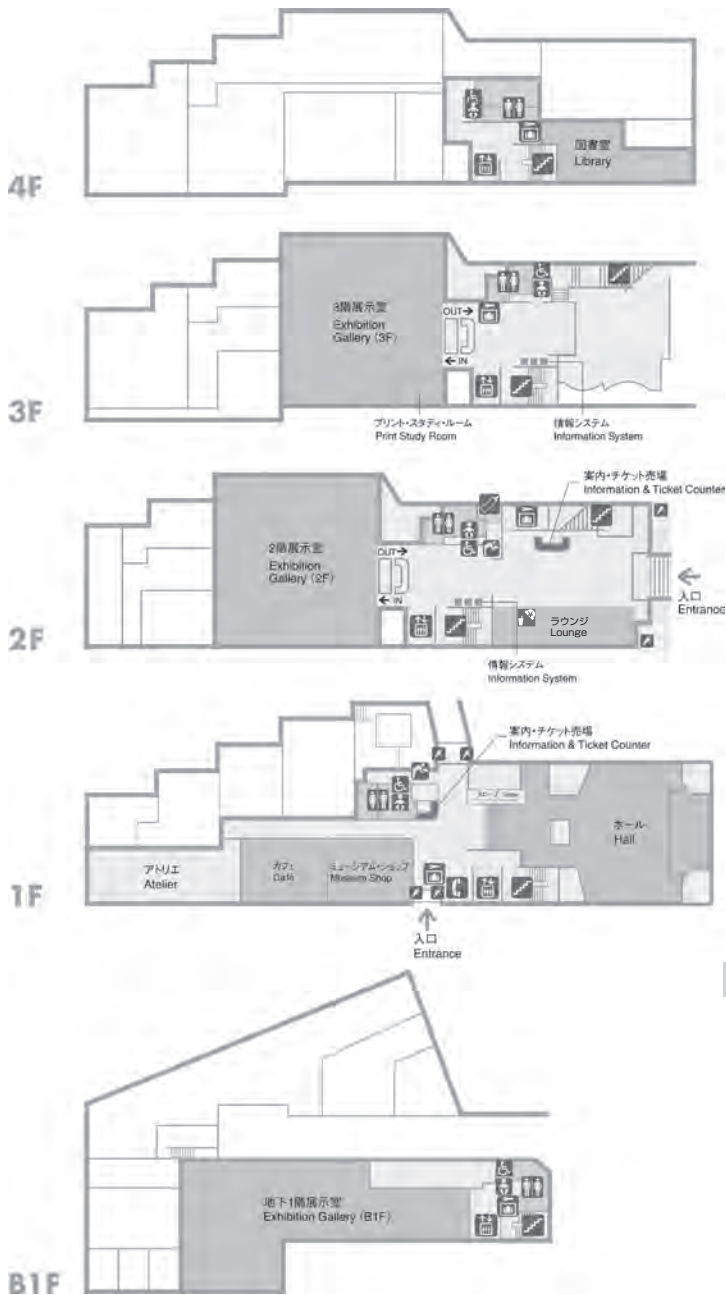 4F
図書室
Library
3F
3階展示室
Exhibition
Gallery (3F)
OUT→
←IN
プリント・スタディ・ルーム
Print Study Room
情報システム
Information System
2F
案内・チケット売場
Information & Ticket Counter
2階展示室
Exhibition
Gallery (2F)
OUT→
←IN
入口
Entrance
ラウンジ
Lounge
情報システム
Information System
1F
案内・チケット売場
Information & Ticket Counter
ホール
Hall
アトリエ
Atelier
カフェ
Café
ミュージアム・ショップ
Museum Shop
入口
Entrance
B1F
地下1階展示室
Exhibition Gallery (B1F)